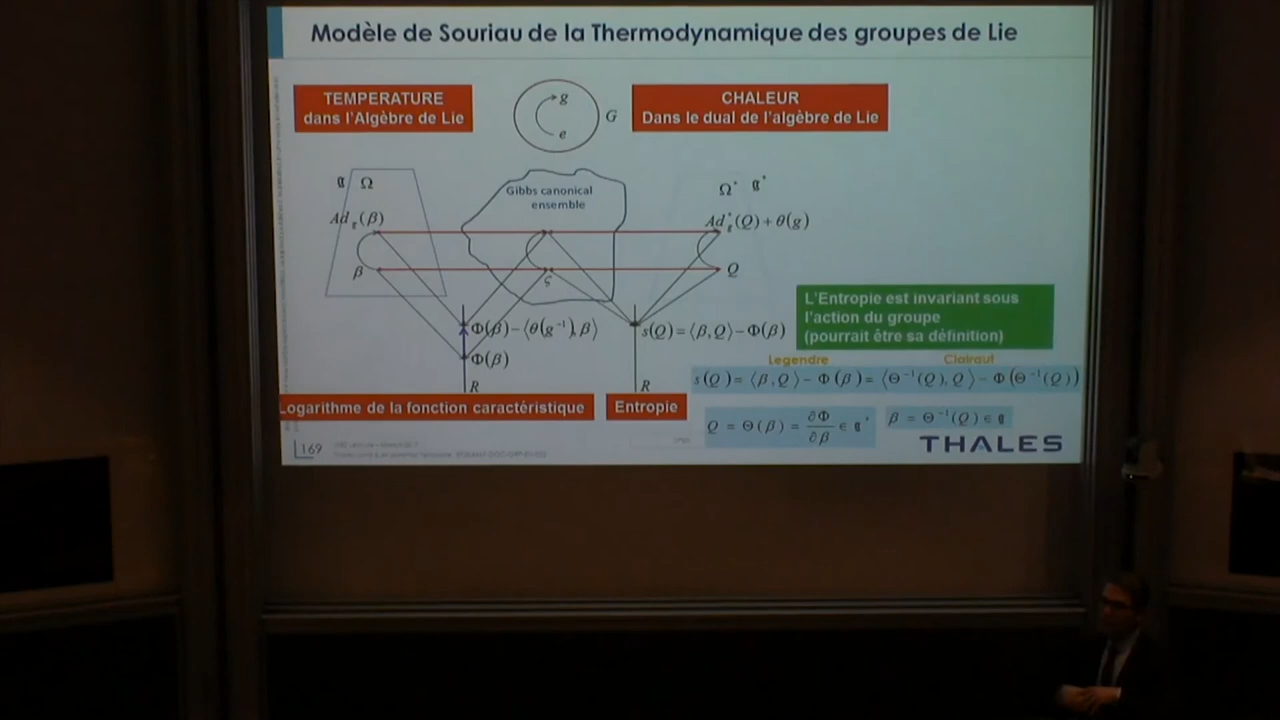 Modèle de Souriau de la Thermodynamique des groupes de Lie
TEMPERATURE
dans l'Algèbre de Lie
g
e
G
CHALEUR
Dans le dual de l'algèbre de Lie
𝔤 Ω
Gibbs canonical
ensemble
Ω* 𝔤*
Ad_g(β)
Ad*_g(Q)+θ(g)
β
ς
Q
Φ(β)−⟨θ(g⁻¹),β⟩
s(Q)=⟨β,Q⟩−Φ(β)
Φ(β)
R
R
L'Entropie est invariant sous
l'action du groupe
(pourrait être sa définition)
Legendre
Clairaut
s(Q)=⟨β,Q⟩−Φ(β)=⟨Θ⁻¹(Q),Q⟩−Φ(Θ⁻¹(Q))
Logarithme de la fonction caractéristique
Entropie
Q=Θ(β)=∂Φ/∂β∈𝔤*
β=Θ⁻¹(Q)∈𝔤
169
THALES